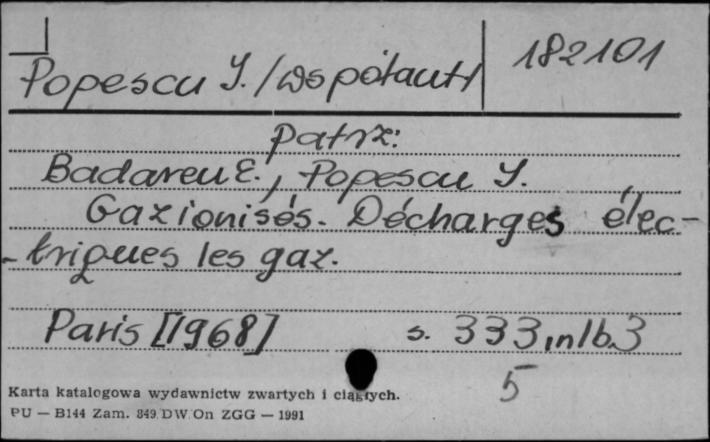 Popescu I. /współaut/
182101
patrz:
Badareu E., Popescu I.
Gazionisés. Décharges élec-
-triques les gaz.
Paris [1968] s. 333, nlb. 3
5
Karta katalogowa wydawnictw zwartych i ciągłych.
PU — B144 Zam. 849 DW On ZGG — 1991